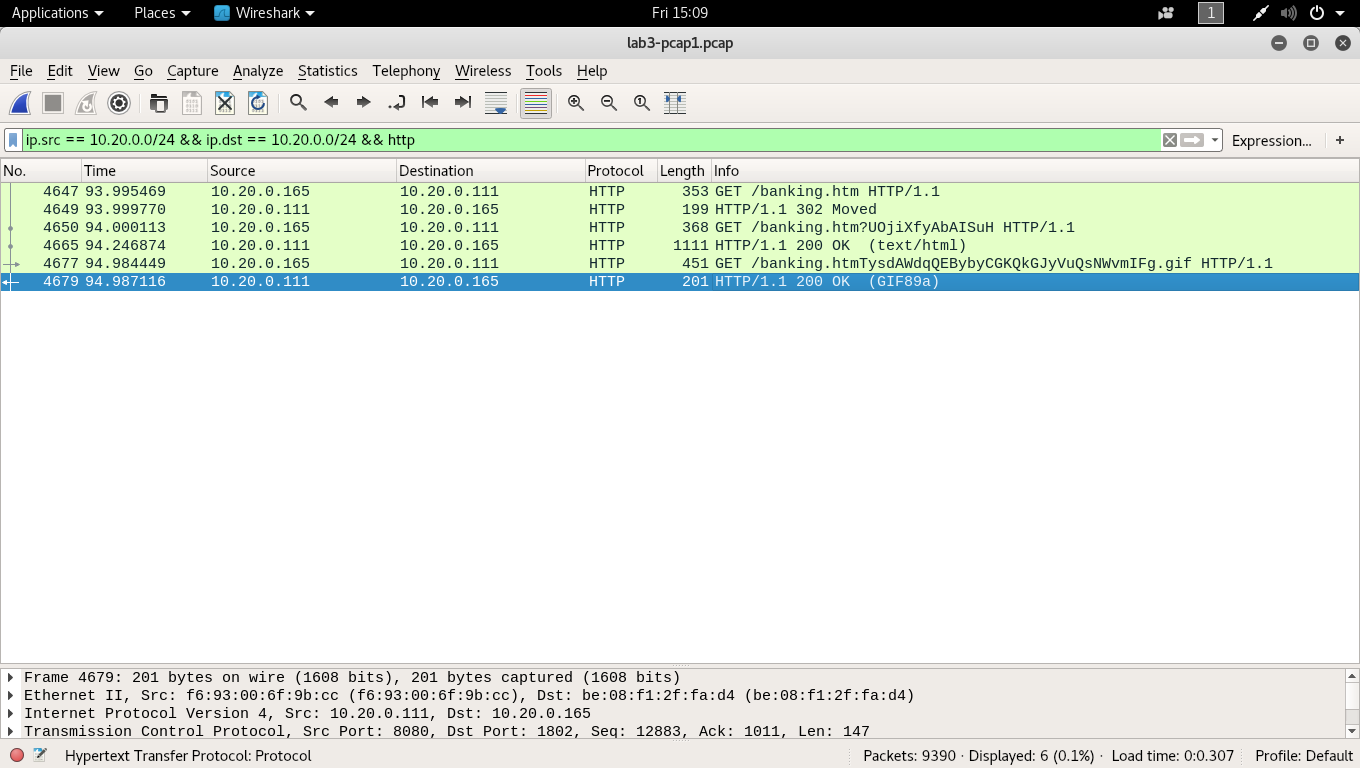 Applications Places Wireshark Fri 15:09 1
lab3-pcap1.pcap
File Edit View Go Capture Analyze Statistics Telephony Wireless Tools Help
ip.src == 10.20.0.0/24 && ip.dst == 10.20.0.0/24 && http Expression... +
No. Time Source Destination Protocol Length Info
4647 93.995469 10.20.0.165 10.20.0.111 HTTP 353 GET /banking.htm HTTP/1.1
4649 93.999770 10.20.0.111 10.20.0.165 HTTP 199 HTTP/1.1 302 Moved
4650 94.000113 10.20.0.165 10.20.0.111 HTTP 368 GET /banking.htm?UOjiXfyAbAISuH HTTP/1.1
4665 94.246874 10.20.0.111 10.20.0.165 HTTP 1111 HTTP/1.1 200 OK (text/html)
4677 94.984449 10.20.0.165 10.20.0.111 HTTP 451 GET /banking.htmTysdAWdqQEBybyCGKQkGJyVuQsNWvmIFg.gif HTTP/1.1
4679 94.987116 10.20.0.111 10.20.0.165 HTTP 201 HTTP/1.1 200 OK (GIF89a)
Frame 4679: 201 bytes on wire (1608 bits), 201 bytes captured (1608 bits)
Ethernet II, Src: f6:93:00:6f:9b:cc (f6:93:00:6f:9b:cc), Dst: be:08:f1:2f:fa:d4 (be:08:f1:2f:fa:d4)
Internet Protocol Version 4, Src: 10.20.0.111, Dst: 10.20.0.165
Transmission Control Protocol, Src Port: 8080, Dst Port: 1802, Seq: 12883, Ack: 1011, Len: 147
Hypertext Transfer Protocol: Protocol Packets: 9390 · Displayed: 6 (0.1%) · Load time: 0:0.307 Profile: Default